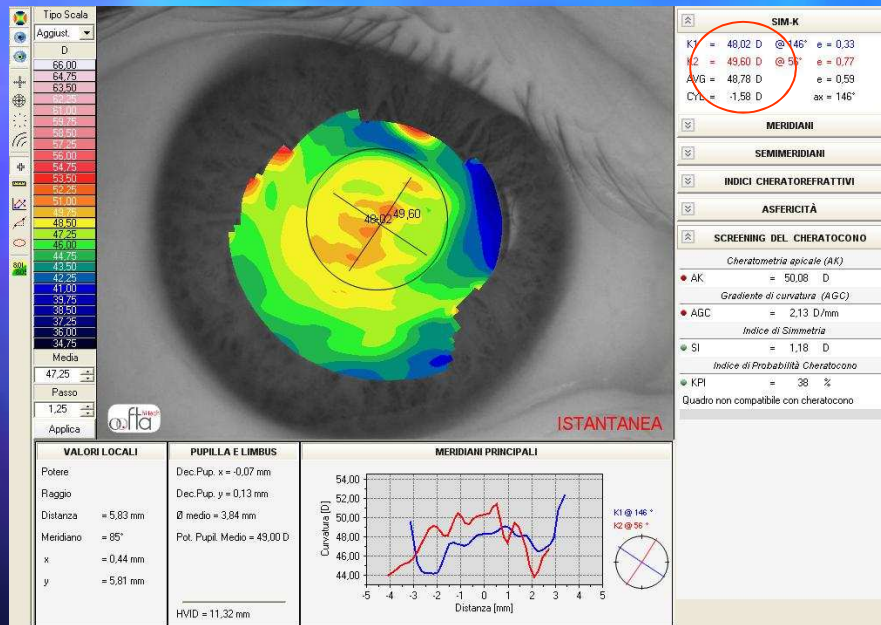 Tipo Scala
Aggiust.
D
66,00
64,75
63,50
62,25
61,00
59,75
58,50
57,25
56,00
54,75
53,50
52,25
51,00
49,75
48,50
47,25
46,00
44,75
43,50
42,25
41,00
39,75
38,50
37,25
36,00
34,75
Media
47,25
Passo
1,25
Applica
48,02
49,60
ISTANTANEA
SIM-K
K1 = 48,02 D @ 146° e = 0,33
K2 = 49,60 D @ 56° e = 0,77
AVG = 48,78 D e = 0,59
CYL = -1,58 D ax = 146°
MERIDIANI
SEMIMERIDIANI
INDICI CHERATOREFRATTIVI
ASFERICITÀ
SCREENING DEL CHERATOCONO
Cheratometria apicale (AK)
AK = 50,08 D
Gradiente di curvatura (AGC)
AGC = 2,13 D/mm
Indice di Simmetria
SI = 1,18 D
Indice di Probabilità Cheratocono
KPI = 38 %
Quadro non compatibile con cheratocono
VALORI LOCALI
Potere
Raggio
Distanza = 5,83 mm
Meridiano = 85°
x = 0,44 mm
y = 5,81 mm
PUPILLA E LIMBUS
Dec.Pup. x = -0,07 mm
Dec.Pup. y = 0,13 mm
Ø medio = 3,84 mm
Pot. Pupil. Medio = 49,00 D
HVID = 11,32 mm
MERIDIANI PRINCIPALI
Curvatura [D]
54,00
52,00
50,00
48,00
46,00
44,00
-5 -4 -3 -2 -1 0 1 2 3 4 5
Distanza [mm]
K1 @ 146 °
K2 @ 56 °